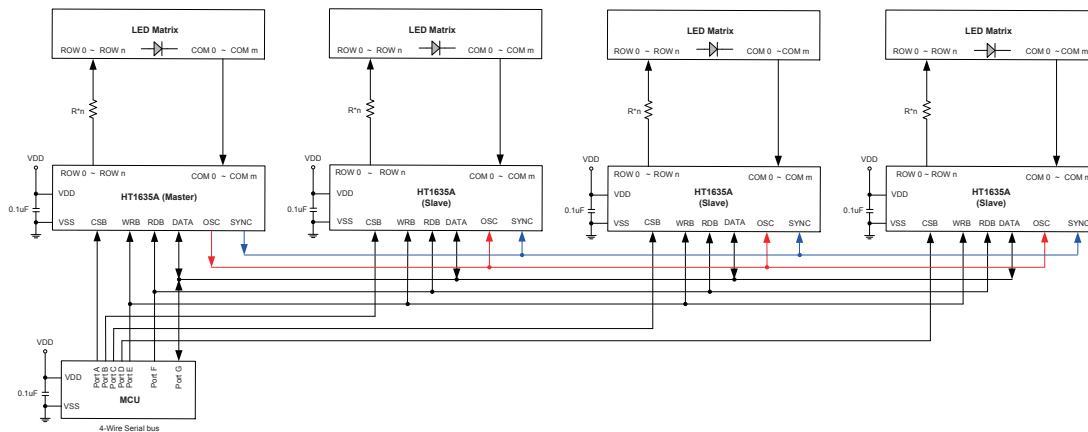 LED Matrix
ROW 0 ~ ROW n
COM 0 ~ COM m
R*n
VDD
VDD
0.1uF
VSS
ROW 0 ~ ROW n
COM 0 ~ COM m
HT1635A (Master)
CSB WRB RDB DATA OSC SYNC
LED Matrix
ROW 0 ~ ROW n
COM 0 ~ COM m
R*n
VDD
VDD
0.1uF
VSS
ROW 0 ~ ROW n
COM 0 ~ COM m
HT1635A
(Slave)
CSB WRB RDB DATA OSC SYNC
LED Matrix
ROW 0 ~ ROW n
COM 0 ~COM m
R*n
VDD
VDD
0.1uF
VSS
ROW 0 ~ ROW n
COM 0 ~ COM m
HT1635A
(Slave)
CSB WRB RDB DATA OSC SYNC
LED Matrix
ROW 0 ~ ROW n
COM 0 ~ COM m
R*n
VDD
VDD
0.1uF
VSS
ROW 0 ~ ROW n
COM 0 ~ COM m
HT1635A
(Slave)
CSB WRB RDB DATA OSC SYNC
VDD
VDD
0.1uF
VSS
Port A
Port B
Port C
Port D
Port E
Port F
Port G
MCU
4-Wire Serial bus